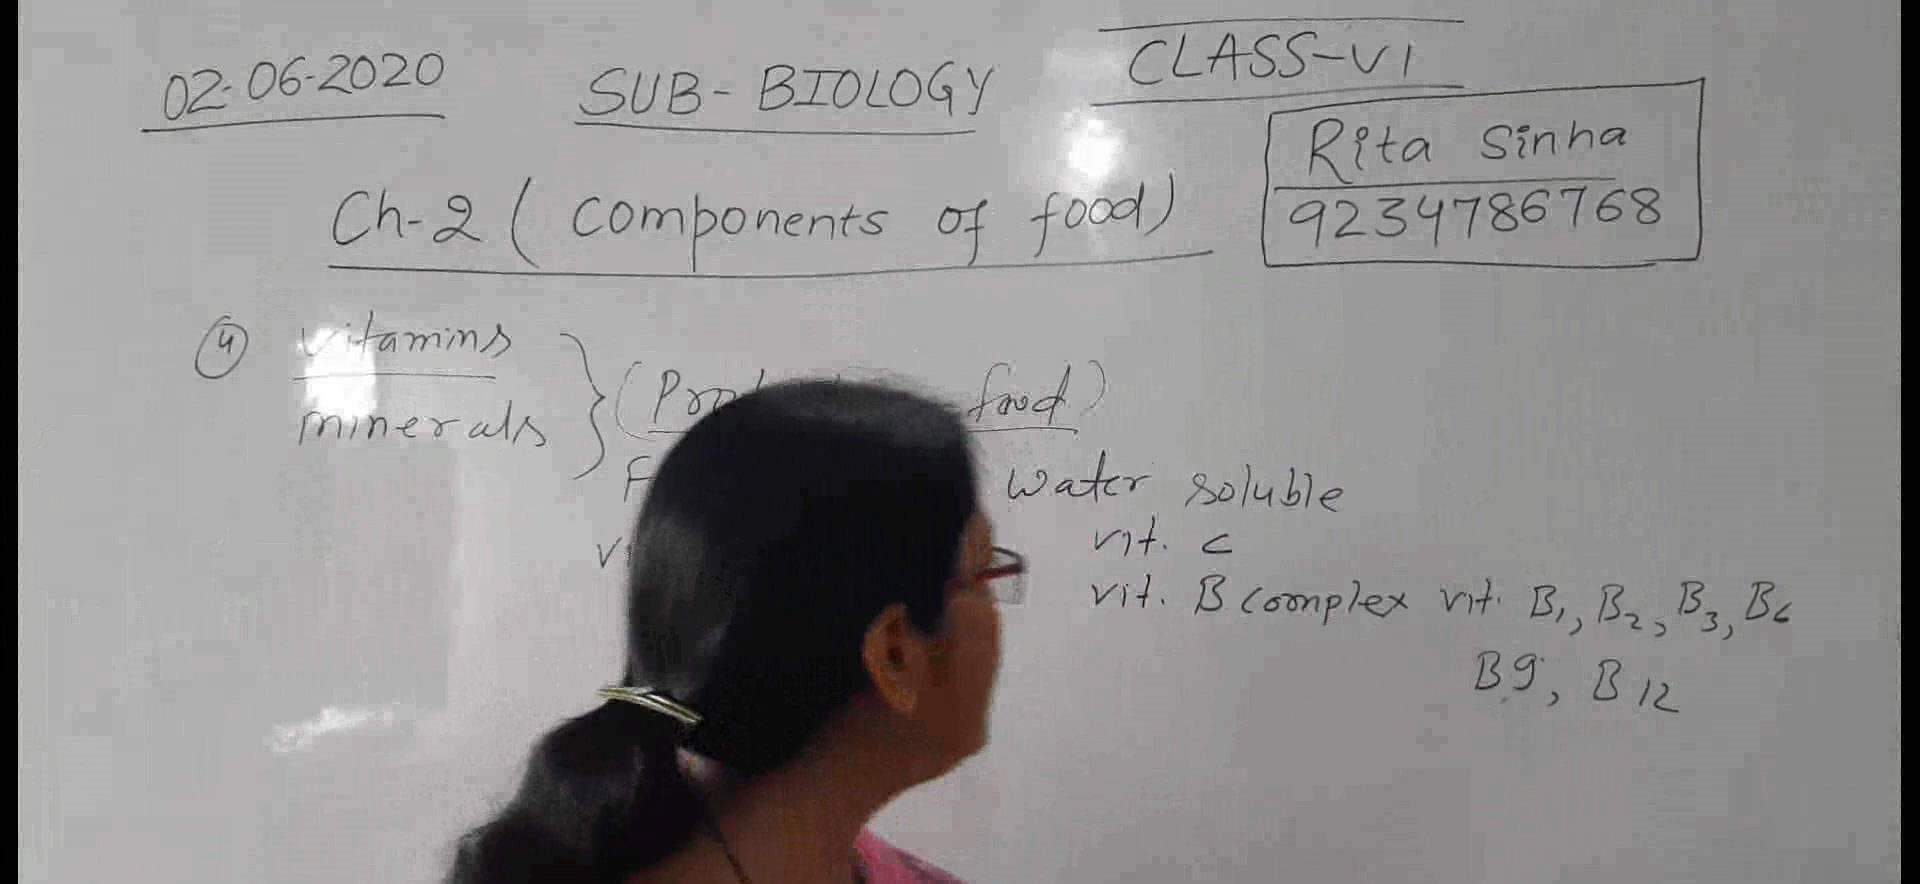 02-06-2020 SUB- BIOLOGY CLASS-VI
Rita Sinha
9234786768
Ch-2 ( components of food)
4 vitamins
minerals
food)
water soluble
vit. c
vit. B complex vit. B1, B2, B3, B6
B9, B12